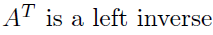 A^T is a left inverse